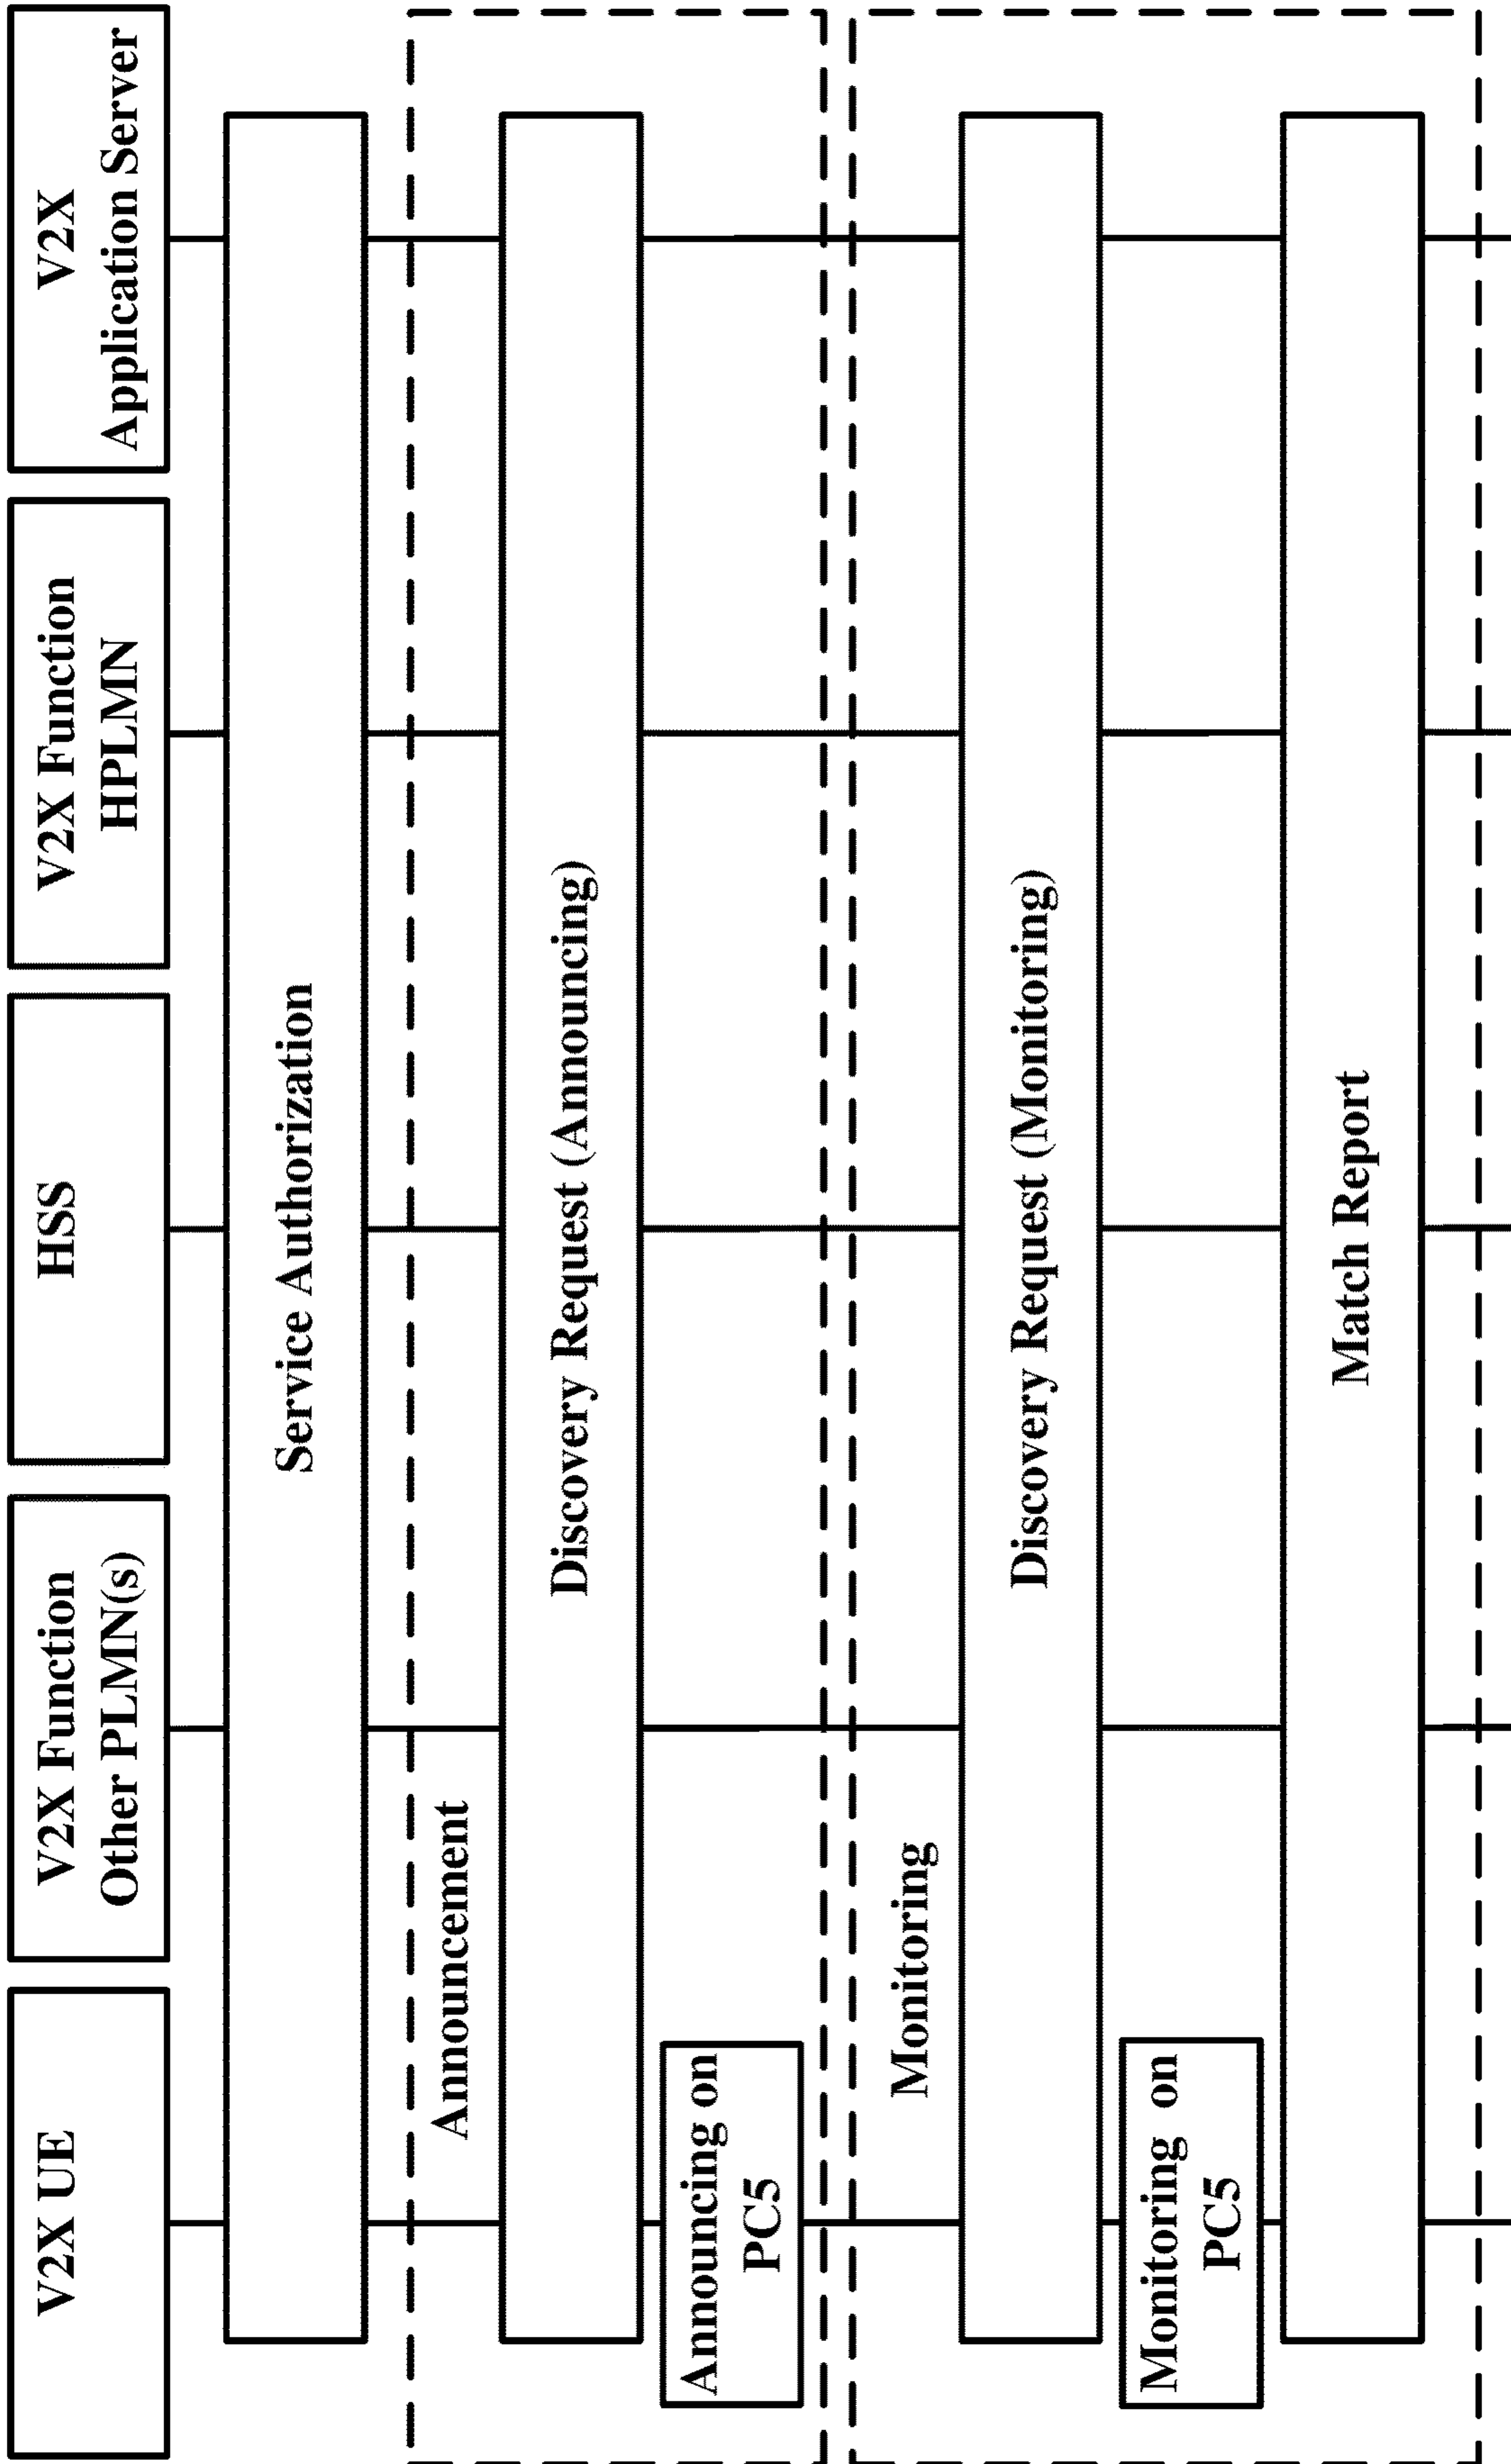 V2X UE
V2X Function
Other PLMN(s)
HSS
V2X Function
HPLMN
V2X
Application Server
Service Authorization
Announcement
Discovery Request (Announcing)
Announcing on
PC5
Monitoring
Discovery Request (Monitoring)
Monitoring on
PC5
Match Report